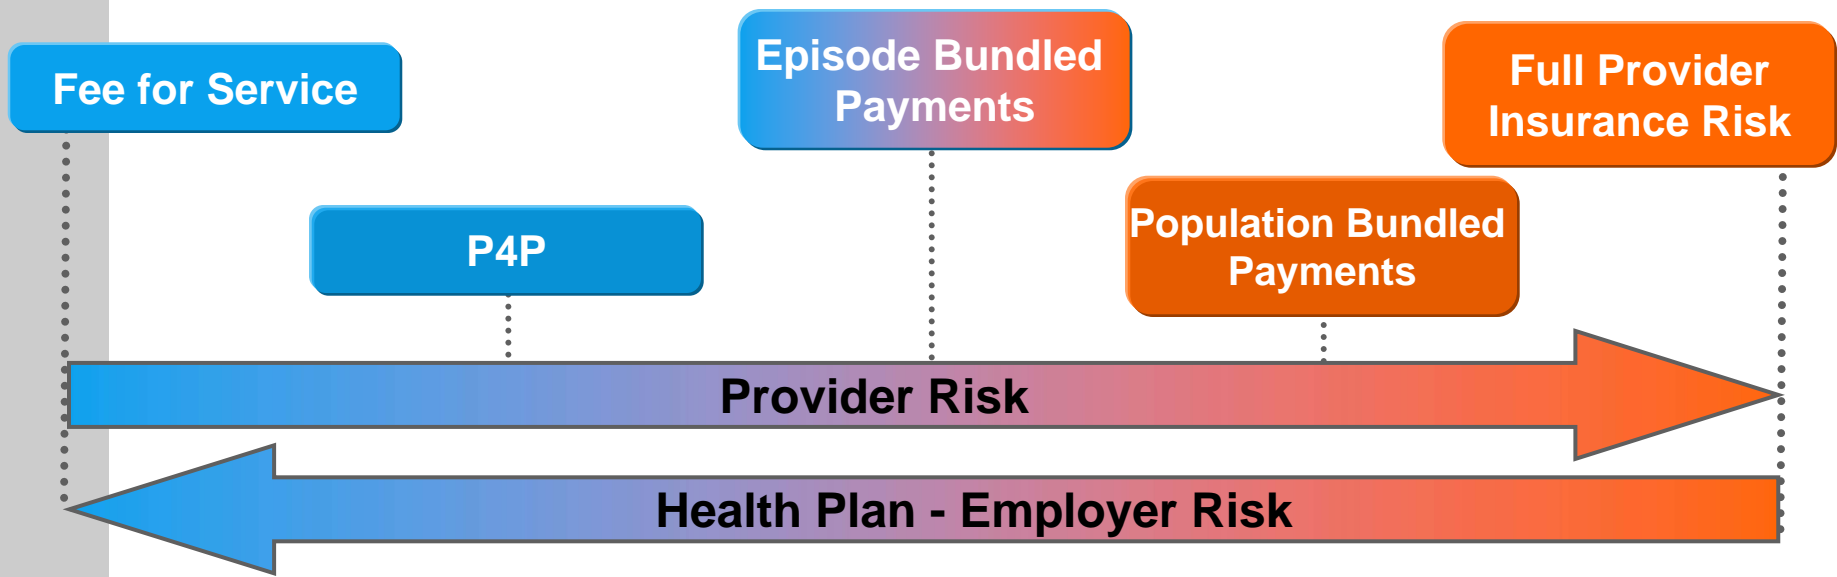 Fee for Service
Episode Bundled
Payments
Full Provider
Insurance Risk
P4P
Population Bundled
Payments
Provider Risk
Health Plan - Employer Risk